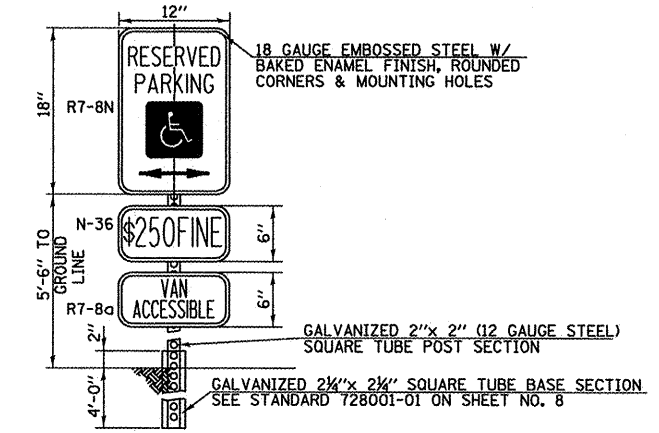 12"
RESERVED
PARKING
18 GAUGE EMBOSSED STEEL W/
BAKED ENAMEL FINISH, ROUNDED
CORNERS & MOUNTING HOLES
18"
R7-8N
N-36
$250FINE
6"
5'-6" TO
GROUND
LINE
R7-8a
VAN
ACCESSIBLE
6"
2"
GALVANIZED 2"x 2" (12 GAUGE STEEL)
SQUARE TUBE POST SECTION
4'-0"
GALVANIZED 2¼"x 2¼" SQUARE TUBE BASE SECTION
SEE STANDARD 728001-01 ON SHEET NO. 8